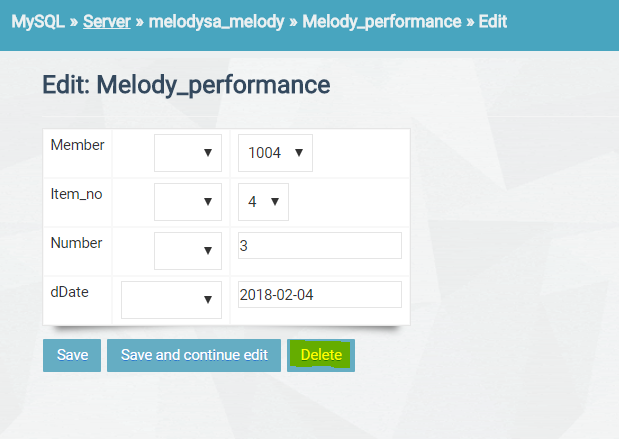 MySQL » Server » melodysa_melody » Melody_performance » Edit
Edit: Melody_performance
Member 1004
Item_no 4
Number 3
dDate 2018-02-04
Save Save and continue edit Delete